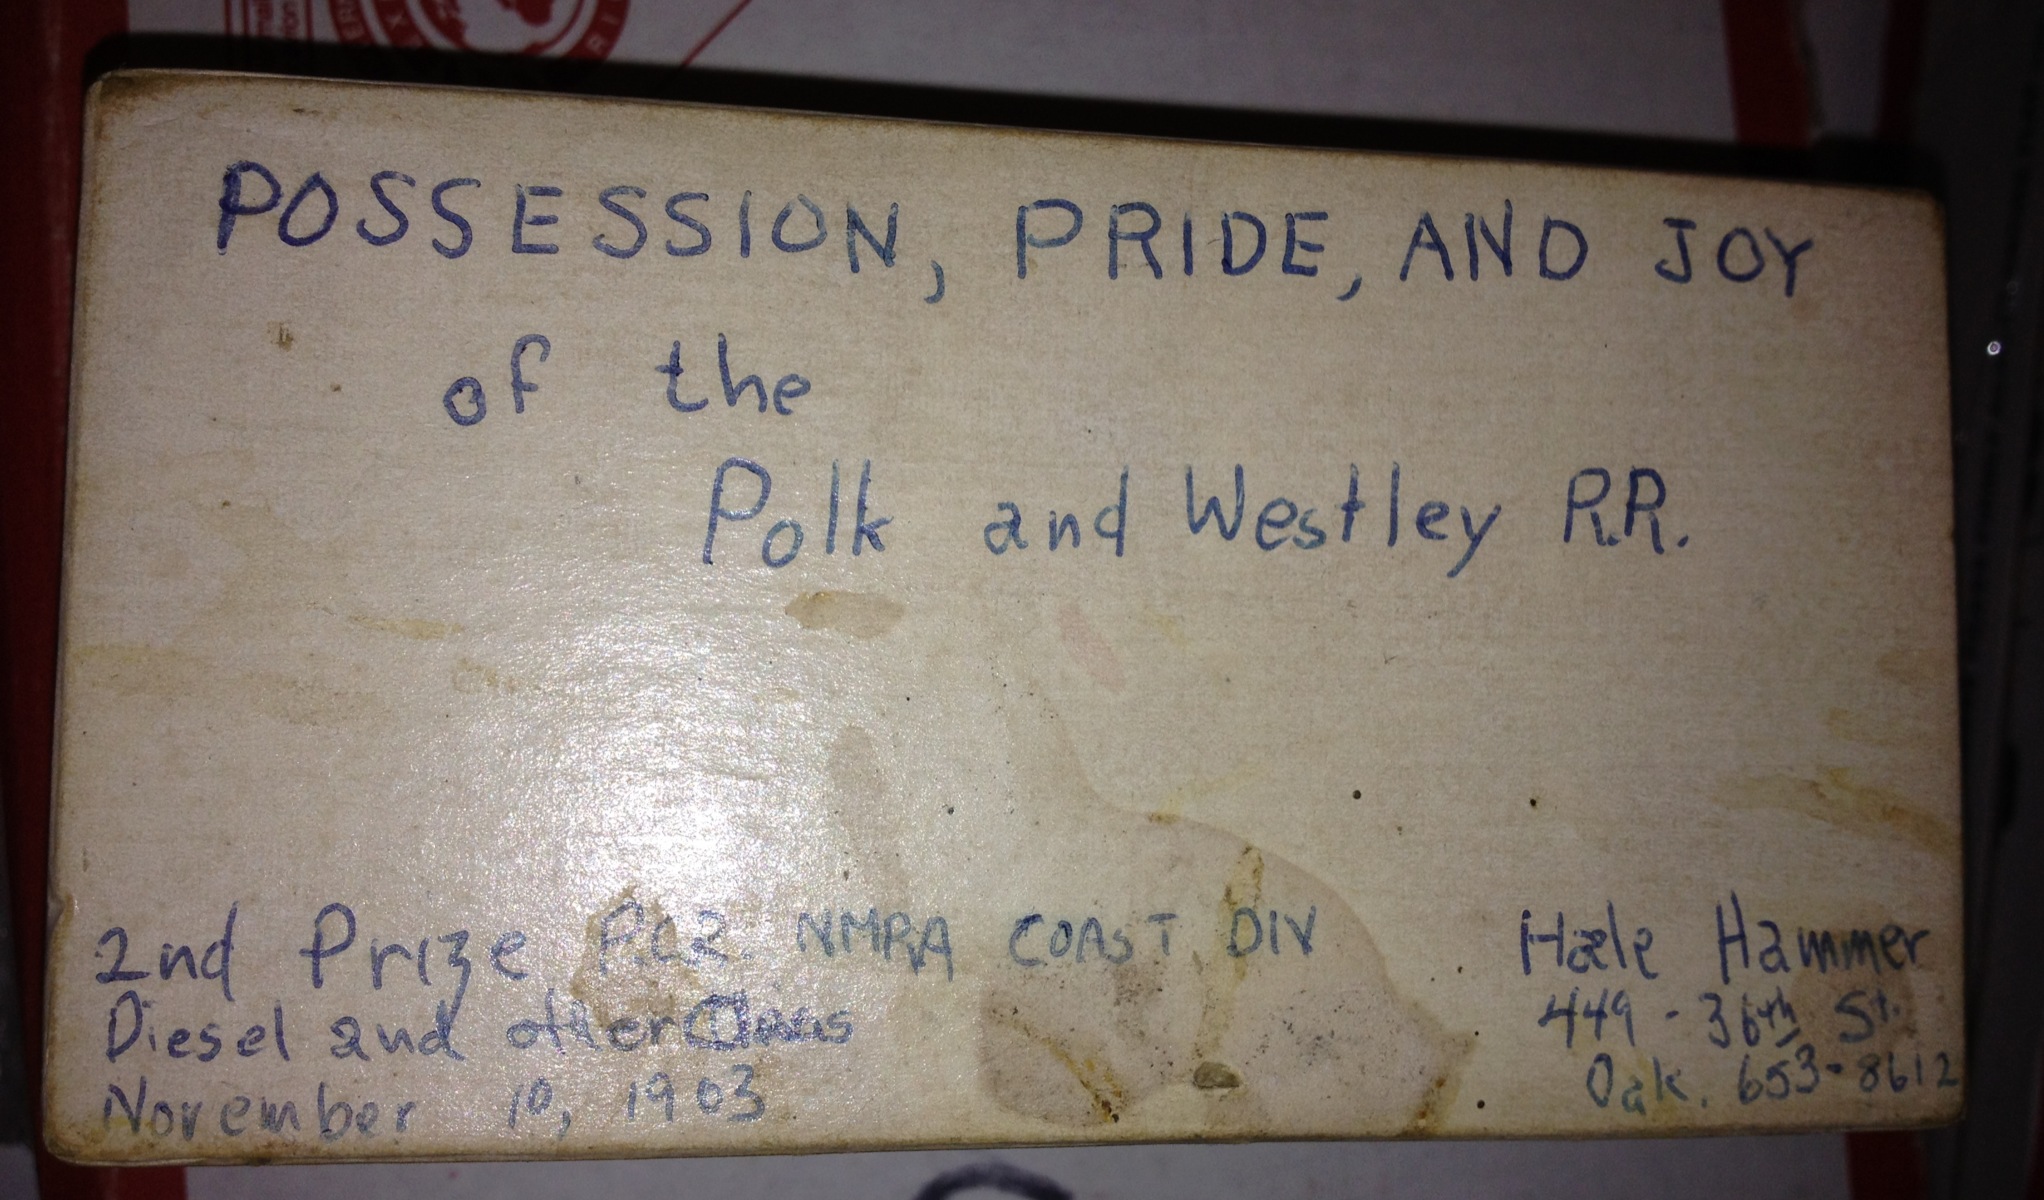 POSSESSION, PRIDE, AND JOY
of the
Polk and Westley R.R.
2nd Prize P.C.R. NMRA COAST DIV
Diesel and other Class
November 10, 1903
Hale Hammer
449 - 36th St.
Oak. 653-8612